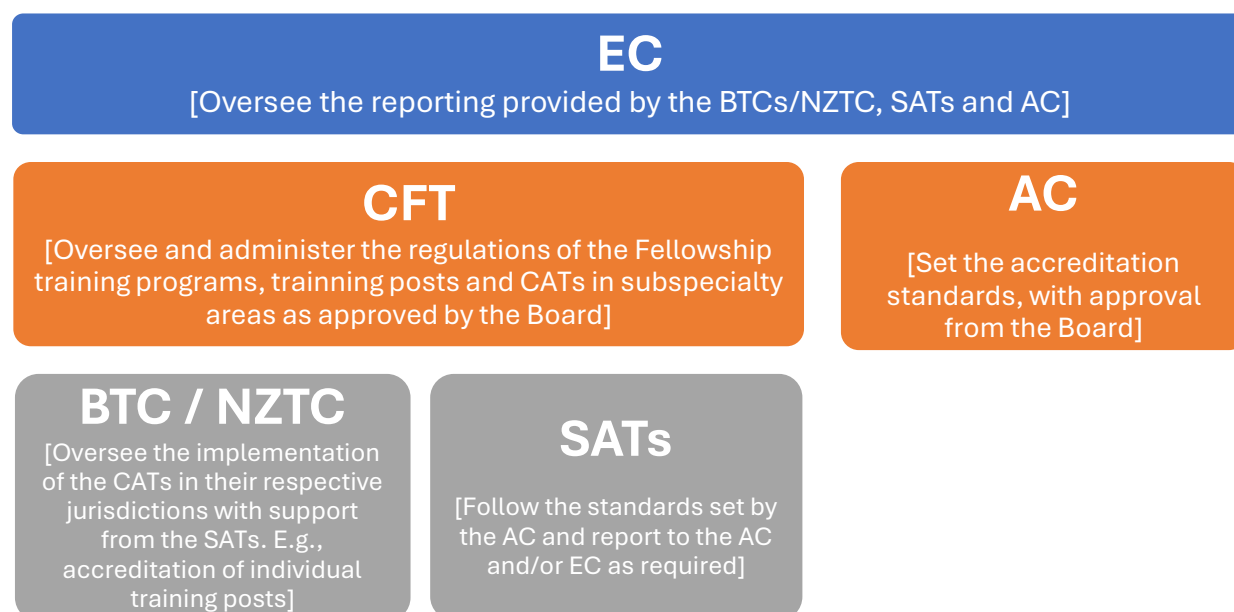 EC
[Oversee the reporting provided by the BTCs/NZTC, SATs and AC]
CFT
[Oversee and administer the regulations of the Fellowship
training programs, trainning posts and CATs in subspecialty
areas as approved by the Board]
AC
[Set the accreditation
standards, with approval
from the Board]
BTC / NZTC
[Oversee the implementation
of the CATs in their respective
jurisdictions with support
from the SATs. E.g.,
accreditation of individual
training posts]
SATs
[Follow the standards set by
the AC and report to the AC
and/or EC as required]